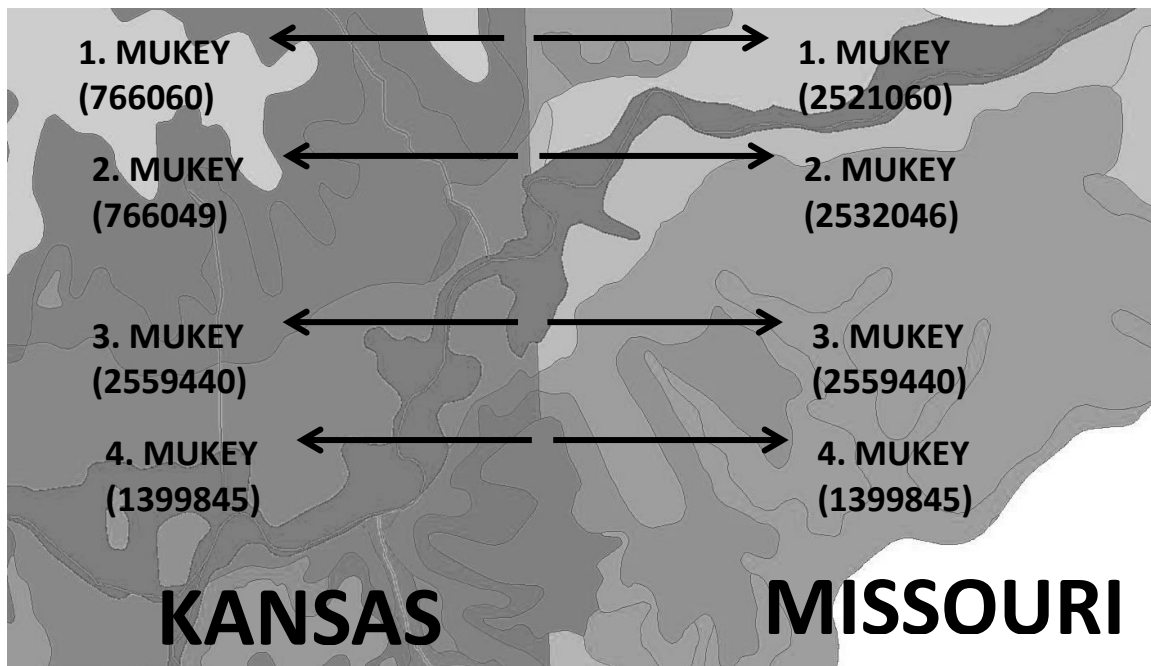 1. MUKEY
(766060)
1. MUKEY
(2521060)
2. MUKEY
(766049)
2. MUKEY
(2532046)
3. MUKEY
(2559440)
3. MUKEY
(2559440)
4. MUKEY
(1399845)
4. MUKEY
(1399845)
KANSAS
MISSOURI